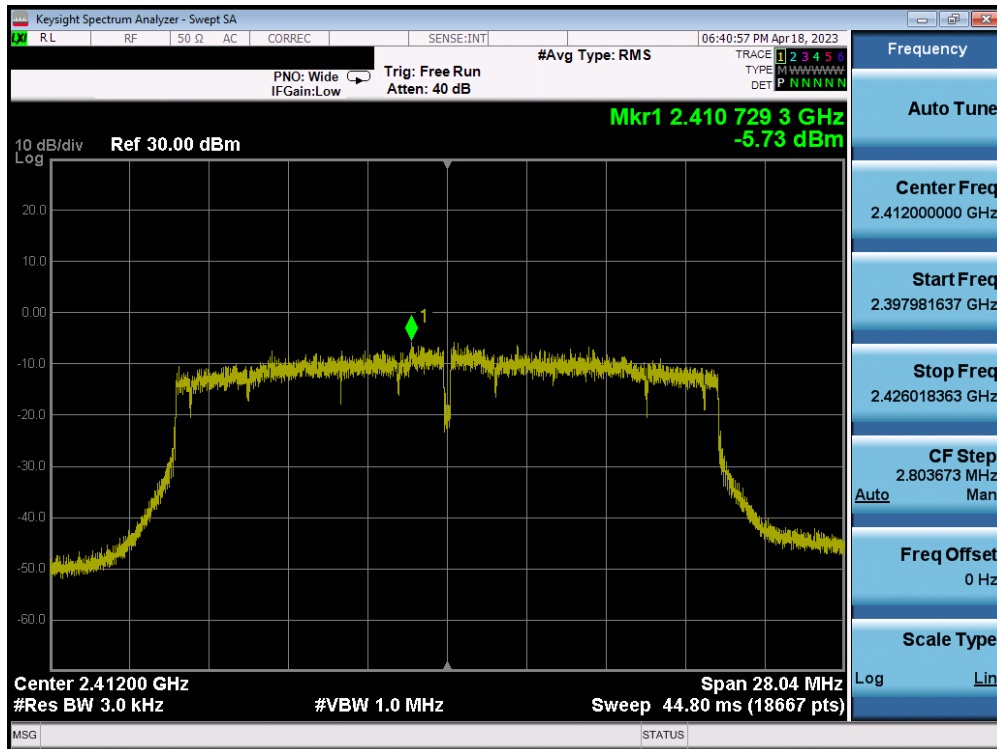 Keysight Spectrum Analyzer - Swept SA
LXI RL RF 50 Ω AC CORREC SENSE:INT 06:40:57 PM Apr 18, 2023
PNO: Wide
IFGain:Low
Trig: Free Run
Atten: 40 dB
#Avg Type: RMS
TRACE 1 2 3 4 5 6
TYPE M WWWWW
DET P N N N N N
Mkr1 2.410 729 3 GHz
-5.73 dBm
10 dB/div Ref 30.00 dBm
Log
20.0
10.0
0.00
-10.0
-20.0
-30.0
-40.0
-50.0
-60.0
1
Center 2.41200 GHz Span 28.04 MHz
#Res BW 3.0 kHz #VBW 1.0 MHz Sweep 44.80 ms (18667 pts)
MSG STATUS
Frequency
Auto Tune
Center Freq
2.412000000 GHz
Start Freq
2.397981637 GHz
Stop Freq
2.426018363 GHz
CF Step
2.803673 MHz
Auto Man
Freq Offset
0 Hz
Scale Type
Log Lin